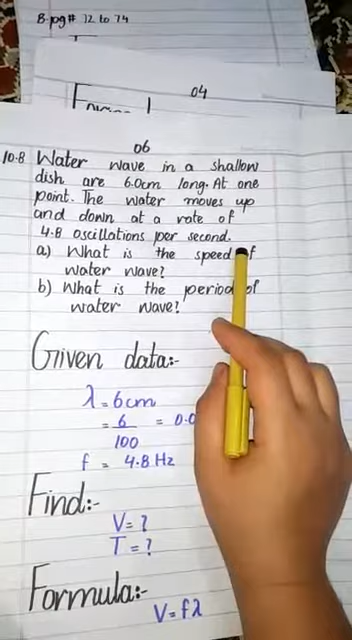 B-pg# 72 to 74
04
06
10.8 Water wave in a shallow
dish are 6.0cm long. At one
point. The water moves up
and down at a rate of
4.8 oscillations per second.
a) What is the speed of
water wave?
b) What is the period of
water wave?
Given data:-
λ = 6cm
= 6/100 = 0.0
f = 4.8 Hz
Find:-
V = ?
T = ?
Formula:-
V = fλ